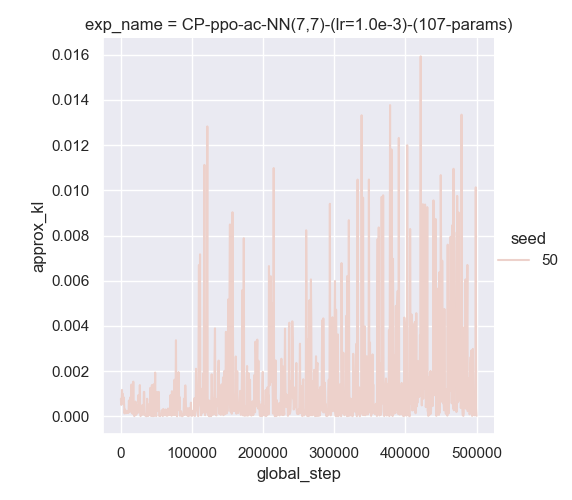 exp_name = CP-ppo-ac-NN(7,7)-(lr=1.0e-3)-(107-params)
0.016
0.014
0.012
0.010
0.008
0.006
0.004
0.002
0.000
approx_kl
seed
50
0 100000 200000 300000 400000 500000
global_step